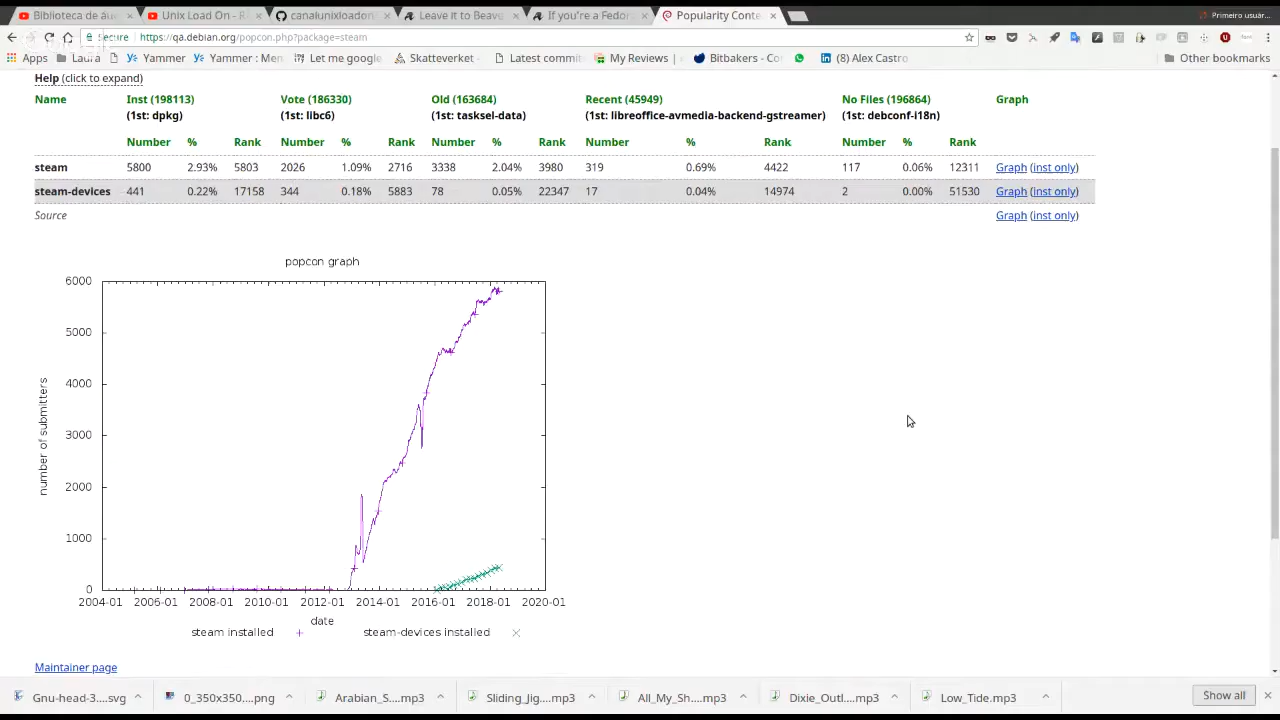 Biblioteca de áu Unix Load On - R canalunixloadon Leave it to Beav If you're a Fedor Popularity Conte Primeiro usuár...
Secure https://qa.debian.org/popcon.php?package=steam
Apps Laura Yammer Yammer : Men Let me google Skatteverket - Latest commit My Reviews | Bitbakers - Co (8) Alex Castro Other bookmarks
Help (click to expand)
Name Inst (198113) Vote (186330) Old (163684) Recent (45949) No Files (196864) Graph
(1st: dpkg) (1st: libc6) (1st: tasksel-data) (1st: libreoffice-avmedia-backend-gstreamer) (1st: debconf-i18n)
Number % Rank Number % Rank Number % Rank Number % Rank Number % Rank
steam 5800 2.93% 5803 2026 1.09% 2716 3338 2.04% 3980 319 0.69% 4422 117 0.06% 12311 Graph (inst only)
steam-devices 441 0.22% 17158 344 0.18% 5883 78 0.05% 22347 17 0.04% 14974 2 0.00% 51530 Graph (inst only)
Source Graph (inst only)
popcon graph
6000
5000
4000
3000
2000
1000
0
number of submitters
2004-01 2006-01 2008-01 2010-01 2012-01 2014-01 2016-01 2018-01 2020-01
date
steam installed steam-devices installed
Maintainer page
Gnu-head-3....svg 0_350x350....png Arabian_S....mp3 Sliding_Jig....mp3 All_My_Sh....mp3 Dixie_Outl....mp3 Low_Tide.mp3 Show all